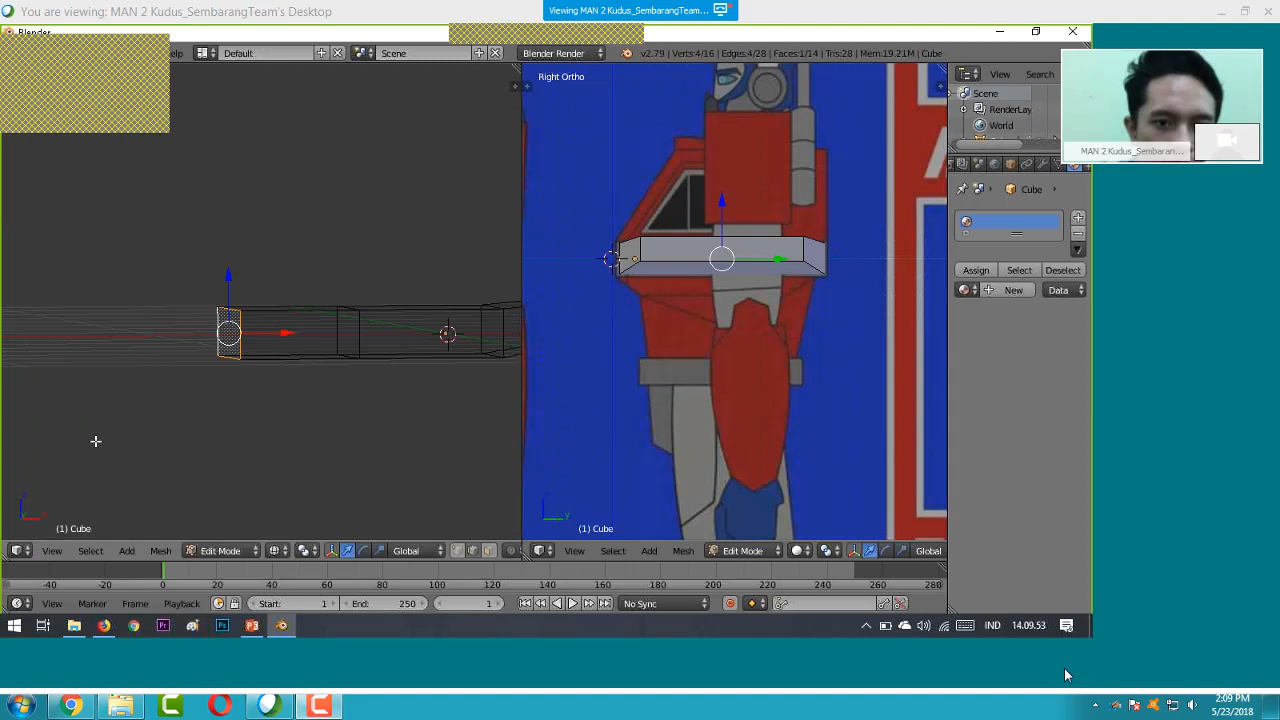 You are viewing: MAN 2 Kudus_SembarangTeam's Desktop
Viewing MAN 2 Kudus_SembarangTeam...
Blender
elp
Default
Scene
Blender Render
v2.79 | Verts:4/16 | Edges:4/28 | Faces:1/14 | Tris:28 | Mem:19.21M | Cube
Right Ortho
View
Search
Scene
RenderLay
World
MAN 2 Kudus_Sembaran...
Cube
Assign
Select
Deselect
New
Data
(1) Cube
(1) Cube
View
Select
Add
Mesh
Edit Mode
Global
View
Select
Add
Mesh
Edit Mode
Global
-40 -20 0 20 40 60 80 100 120 140 160 180 200 220 240 260 280
View
Marker
Frame
Playback
Start: 1
End: 250
1
No Sync
IND
14.09.53
2:09 PM
5/23/2018